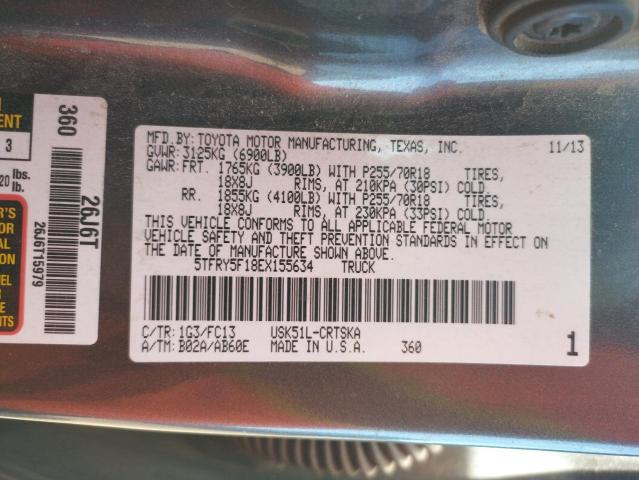 MFD.BY: TOYOTA MOTOR MANUFACTURING, TEXAS, INC. 11/13
GVWR: 3125KG (6900LB)
GAWR: FRT. 1765KG (3900LB) WITH P255/70R18 TIRES,
18X8J RIMS, AT 210KPA (30PSI) COLD
RR. 1855KG (4100LB) WITH P255/70R18 TIRES,
18X8J RIMS, AT 230KPA (33PSI) COLD
THIS VEHICLE CONFORMS TO ALL APPLICABLE FEDERAL MOTOR
VEHICLE SAFETY AND THEFT PREVENTION STANDARDS IN EFFECT ON
THE DATE OF MANUFACTURE SHOWN ABOVE.
5TFRY5F18EX155634 TRUCK
C/TR: 1G3/FC13 USK51L-CRTSKA
A/TM: B02A/AB60E MADE IN U.S.A. 360 1
360
26J6T
26J6T15979
3
20 lbs.
lb.